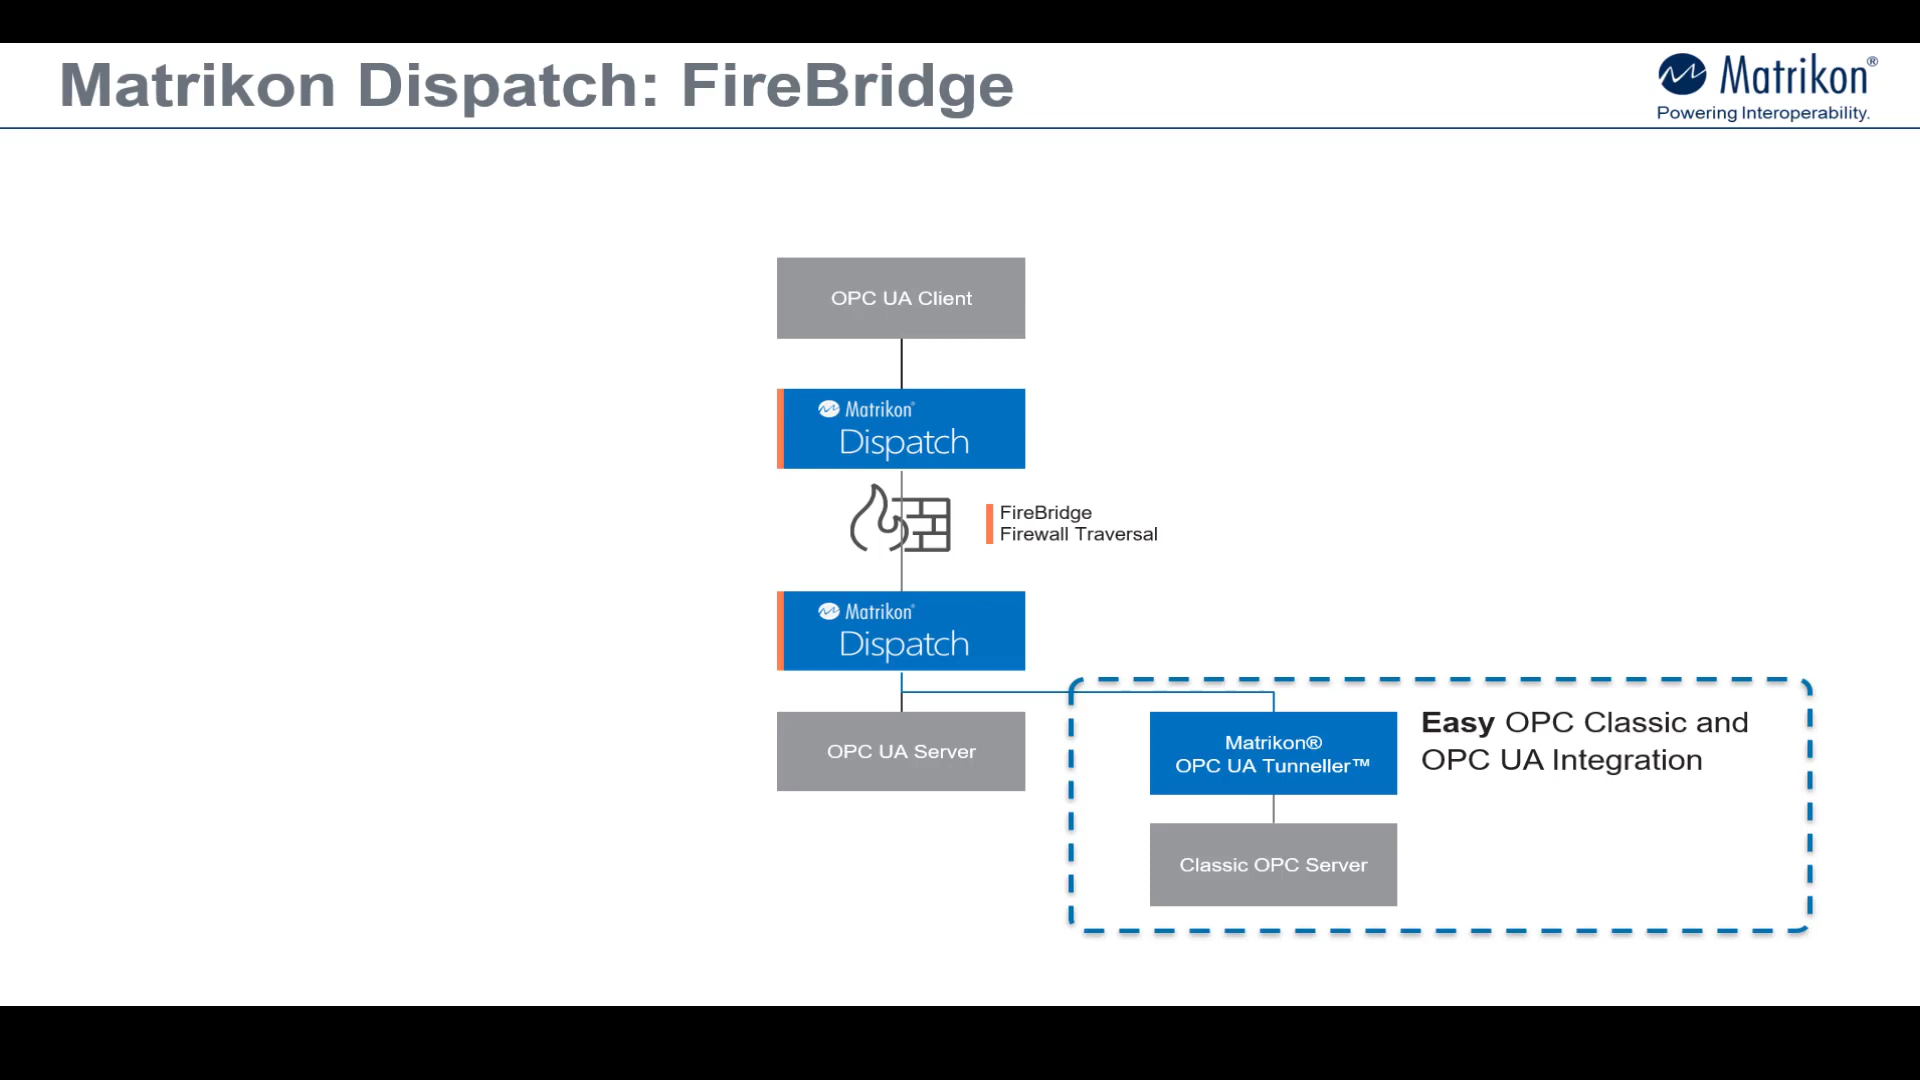 Matrikon Dispatch: FireBridge
Matrikon®
Powering Interoperability.
OPC UA Client
Matrikon®
Dispatch
FireBridge
Firewall Traversal
Matrikon®
Dispatch
OPC UA Server
Matrikon®
OPC UA Tunneller™
Easy OPC Classic and
OPC UA Integration
Classic OPC Server